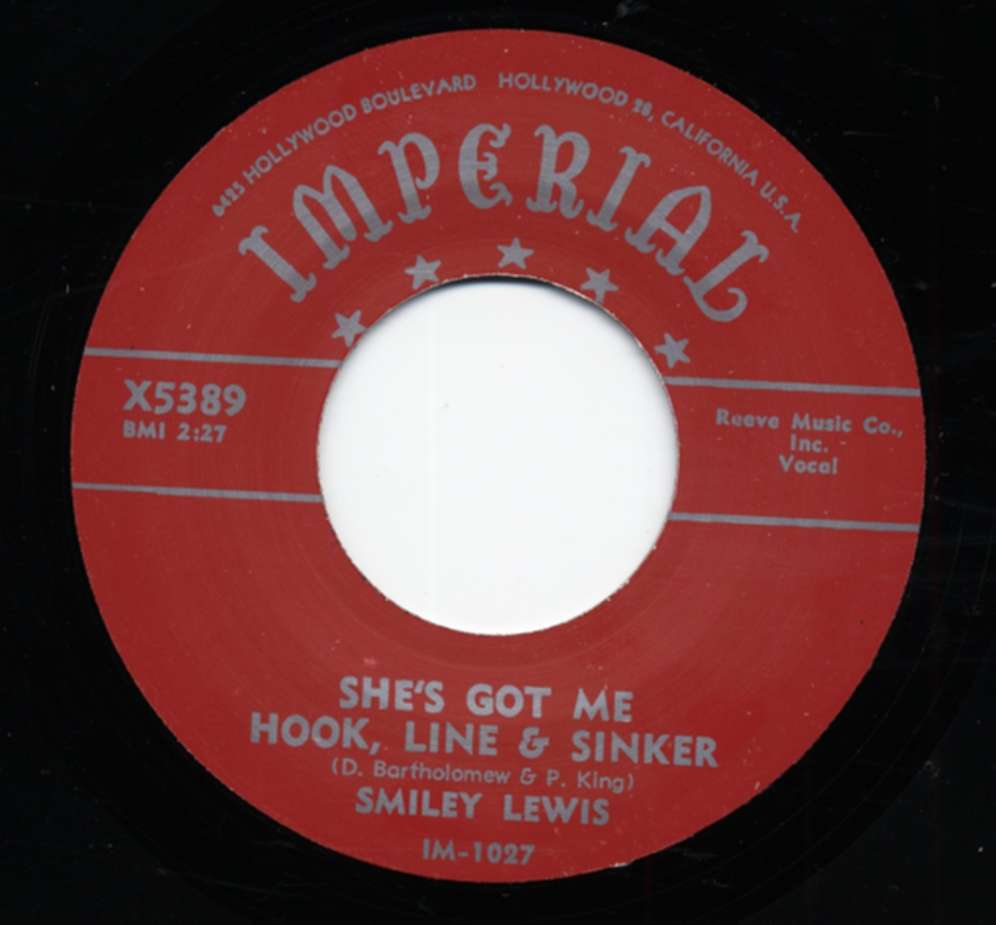 6425 HOLLYWOOD BOULEVARD HOLLYWOOD 28, CALIFORNIA U.S.A.
IMPERIAL
X5389
BMI 2:27
Reeve Music Co.,
Inc.
Vocal
SHE'S GOT ME
HOOK, LINE & SINKER
(D. Bartholomew & P. King)
SMILEY LEWIS
IM-1027